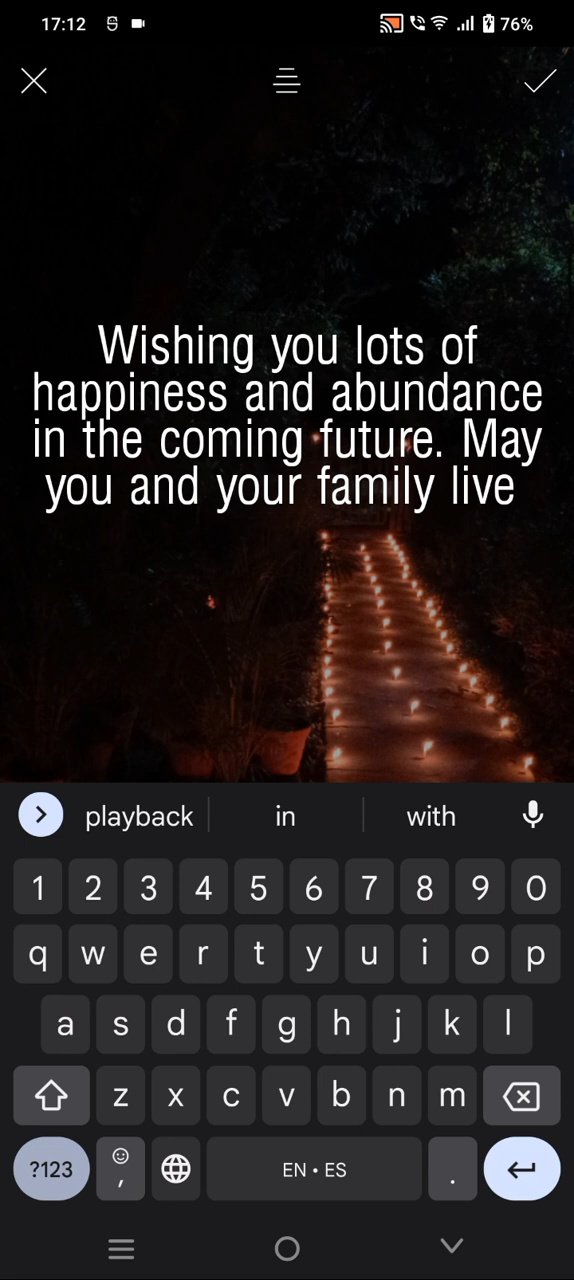 17:12 76%
Wishing you lots of
happiness and abundance
in the coming future. May
you and your family live
playback in with
1 2 3 4 5 6 7 8 9 0
q w e r t y u i o p
a s d f g h j k l
z x c v b n m
?123 , EN • ES .